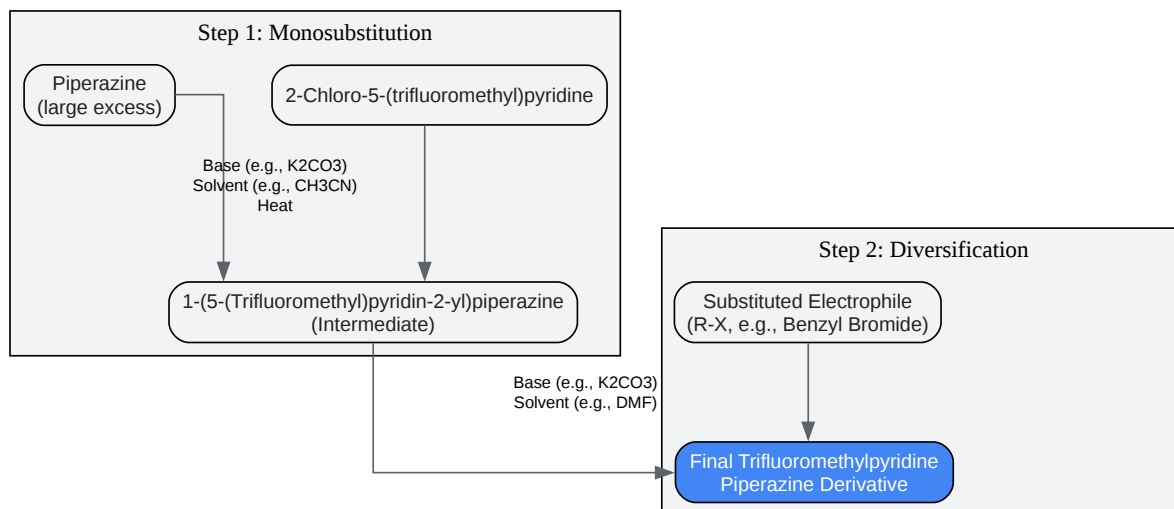 Step 1: Monosubstitution
Piperazine
(large excess)
2-Chloro-5-(trifluoromethyl)pyridine
Base (e.g., K2CO3)
Solvent (e.g., CH3CN)
Heat
1-(5-(Trifluoromethyl)pyridin-2-yl)piperazine
(Intermediate)
Step 2: Diversification
Substituted Electrophile
(R-X, e.g., Benzyl Bromide)
Base (e.g., K2CO3)
Solvent (e.g., DMF)
Final Trifluoromethylpyridine
Piperazine Derivative